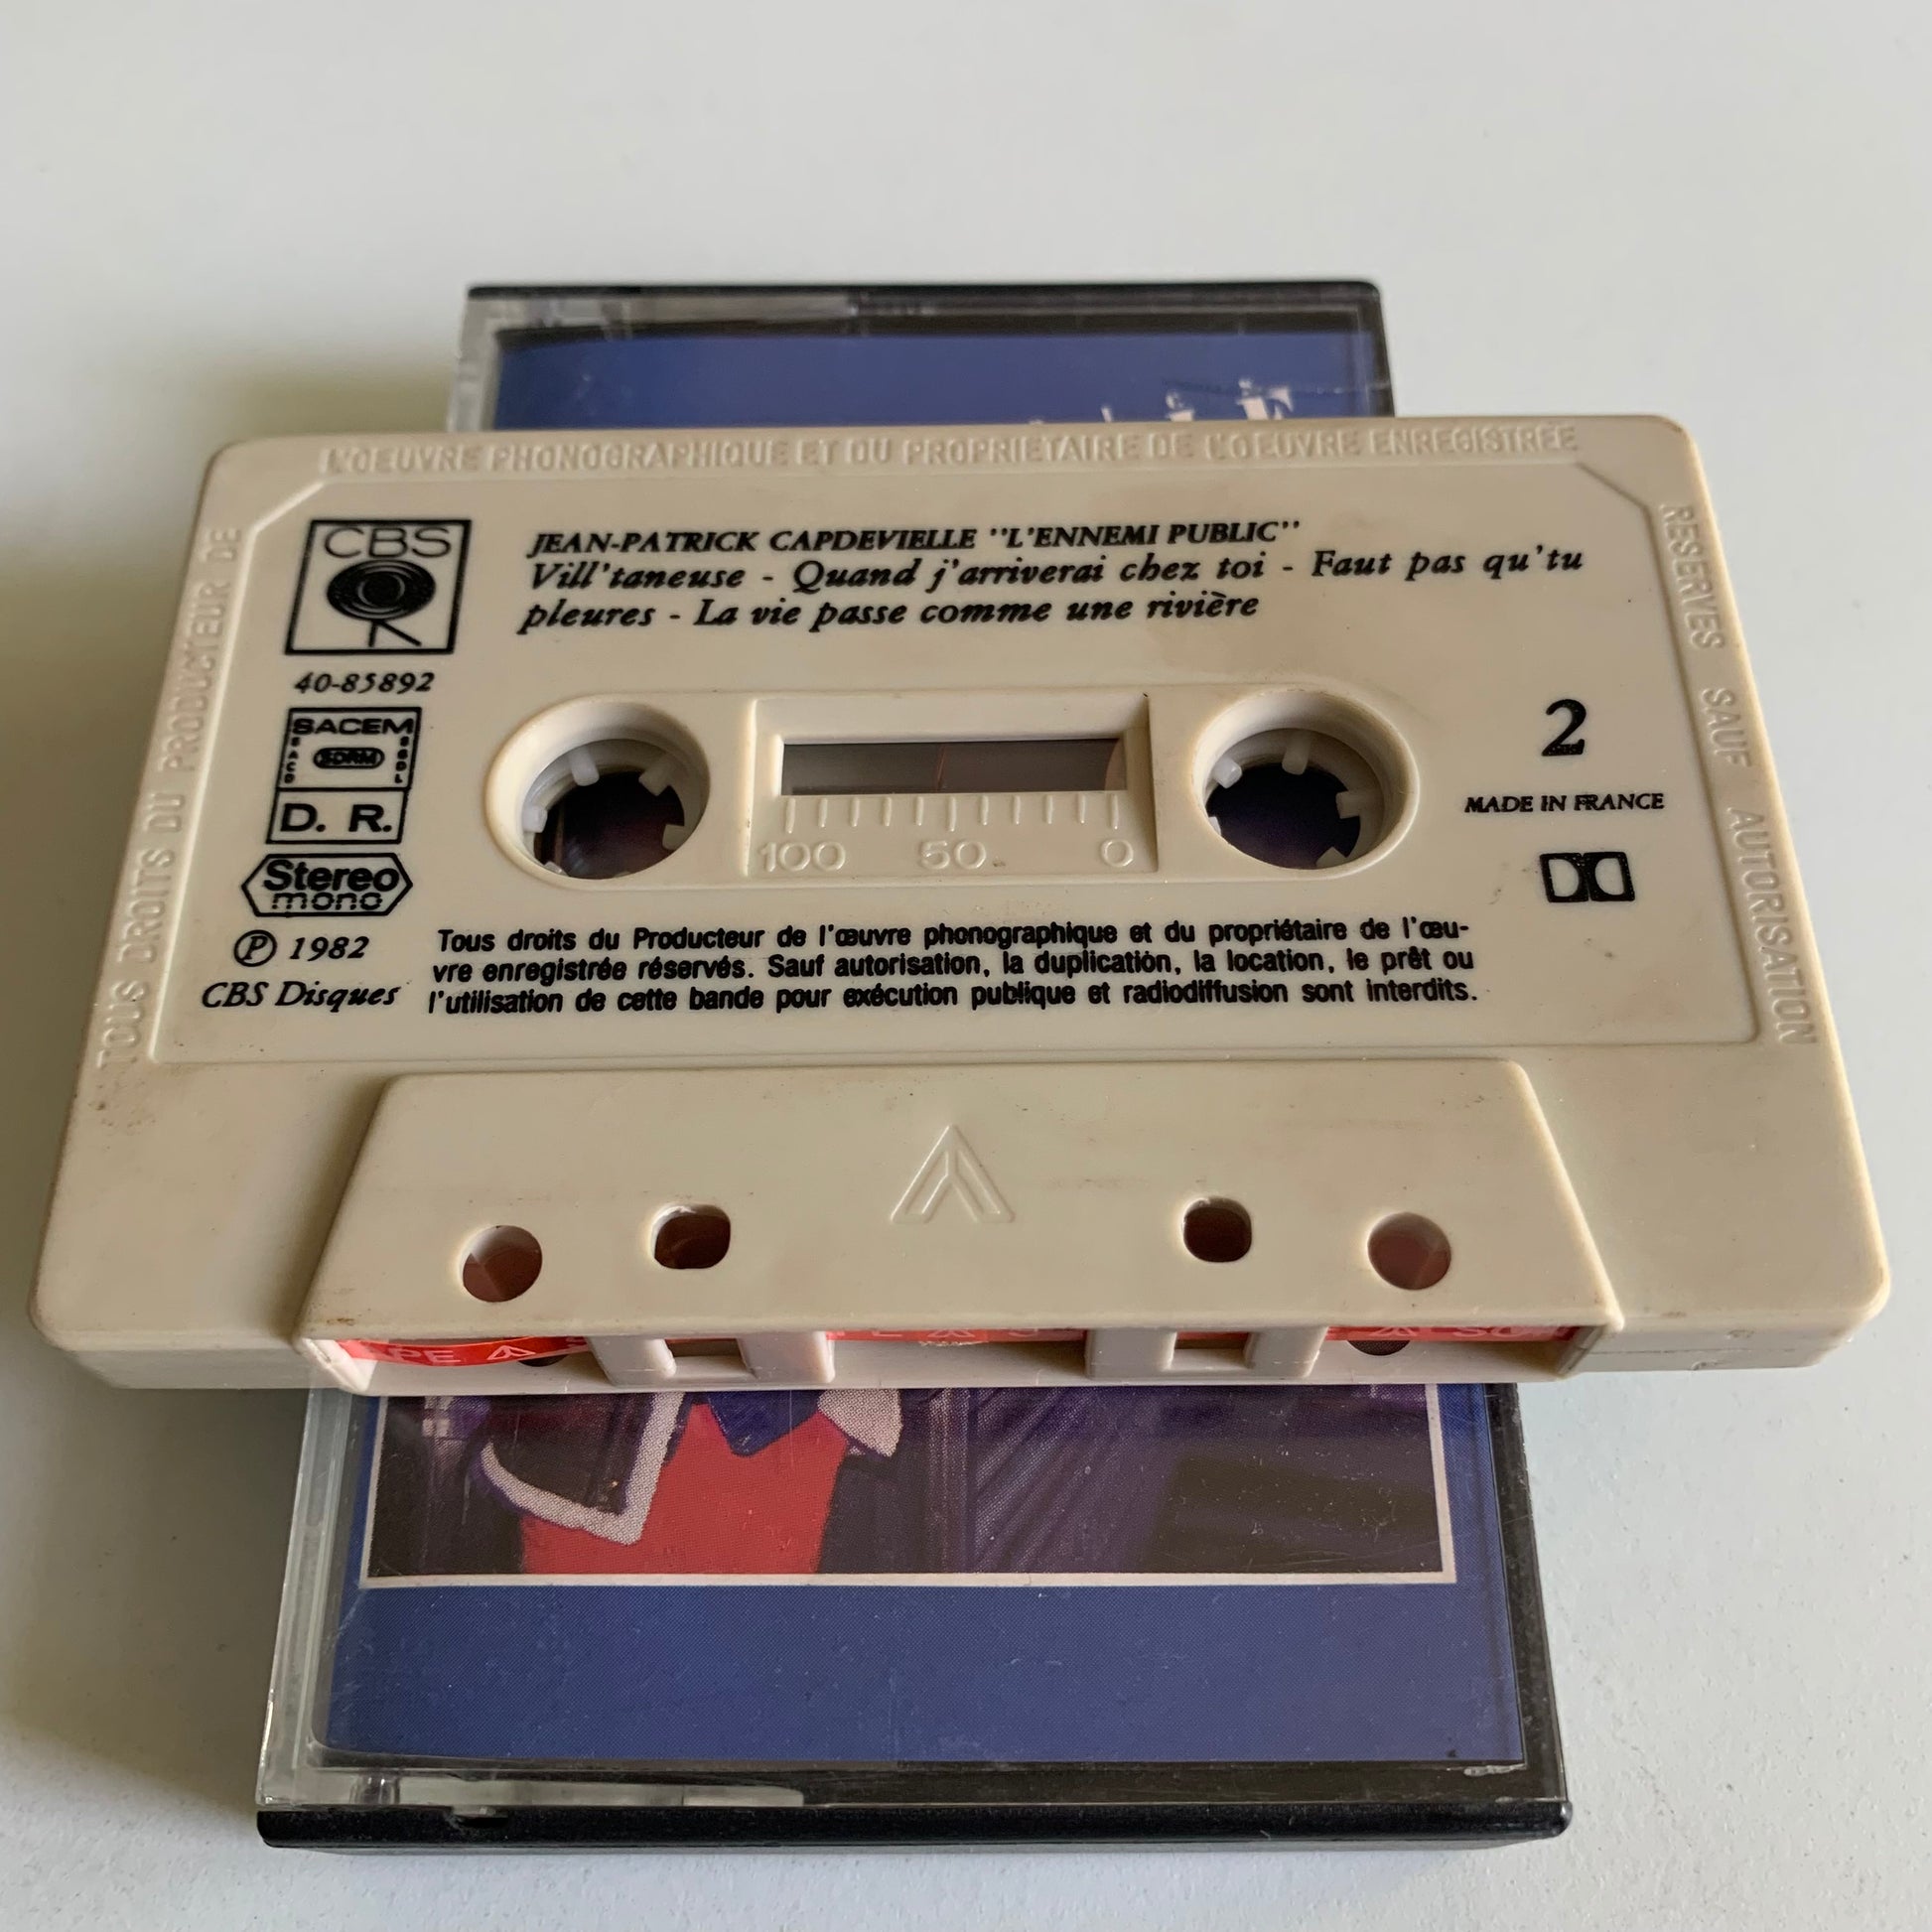 L'OEUVRE PHONOGRAPHIQUE ET DU PROPRIETAIRE DE L'OEUVRE ENREGISTRÉE
TOUS DROITS DU PRODUCTEUR DE
RESERVES SAUF AUTORISATION
CBS
JEAN-PATRICK CAPDEVIELLE "L'ENNEMI PUBLIC"
Vill'taneuse - Quand j'arriverai chez toi - Faut pas qu'tu
pleures - La vie passe comme une rivière
40-85892
SACEM
SACD
SDRM
SGDL
D. R.
Stereo
mono
100 50 0
2
MADE IN FRANCE
Ⓟ 1982
CBS Disques
Tous droits du Producteur de l'œuvre phonographique et du propriétaire de l'œu-
vre enregistrée réservés. Sauf autorisation, la duplication, la location, le prêt ou
l'utilisation de cette bande pour exécution publique et radiodiffusion sont interdits.